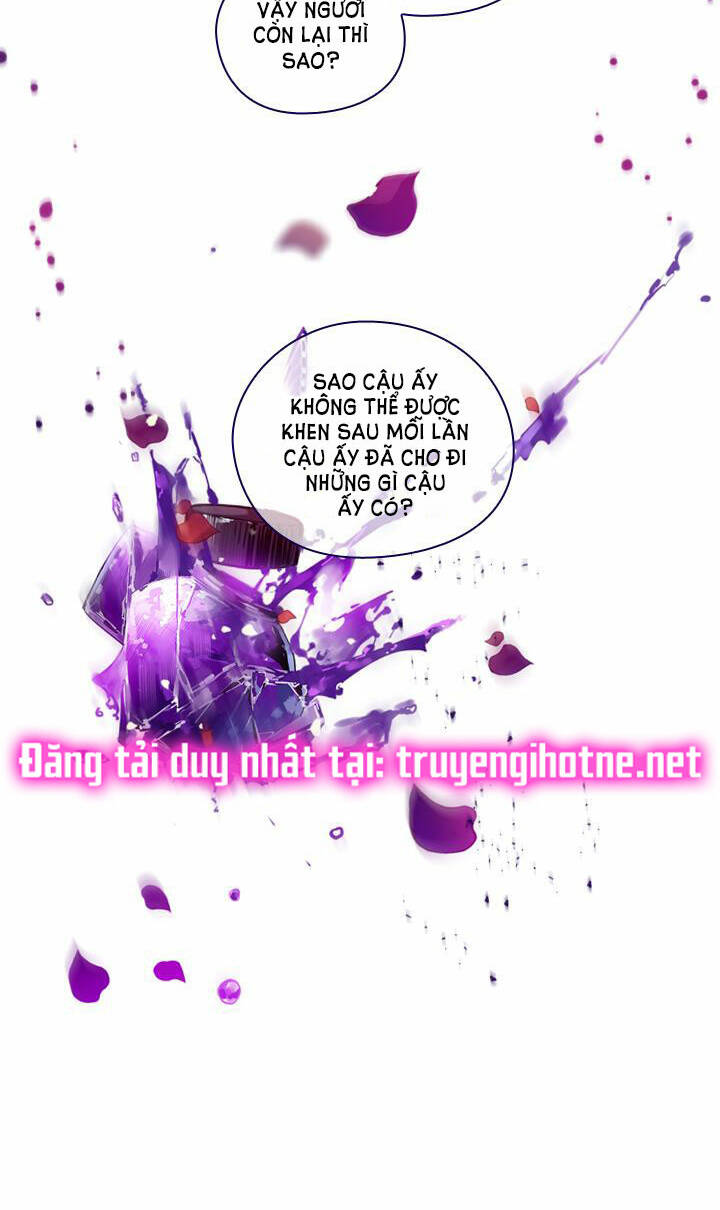 VẬY NGƯỜI
CÒN LẠI THÌ
SAO?
SAO CẬU ẤY
KHÔNG THỂ ĐƯỢC
KHEN SAU MỖI LẦN
CẬU ẤY ĐÃ CHO ĐI
NHỮNG GÌ CẬU
ẤY CÓ?
Đăng tải duy nhất tại: truyengihotne.net